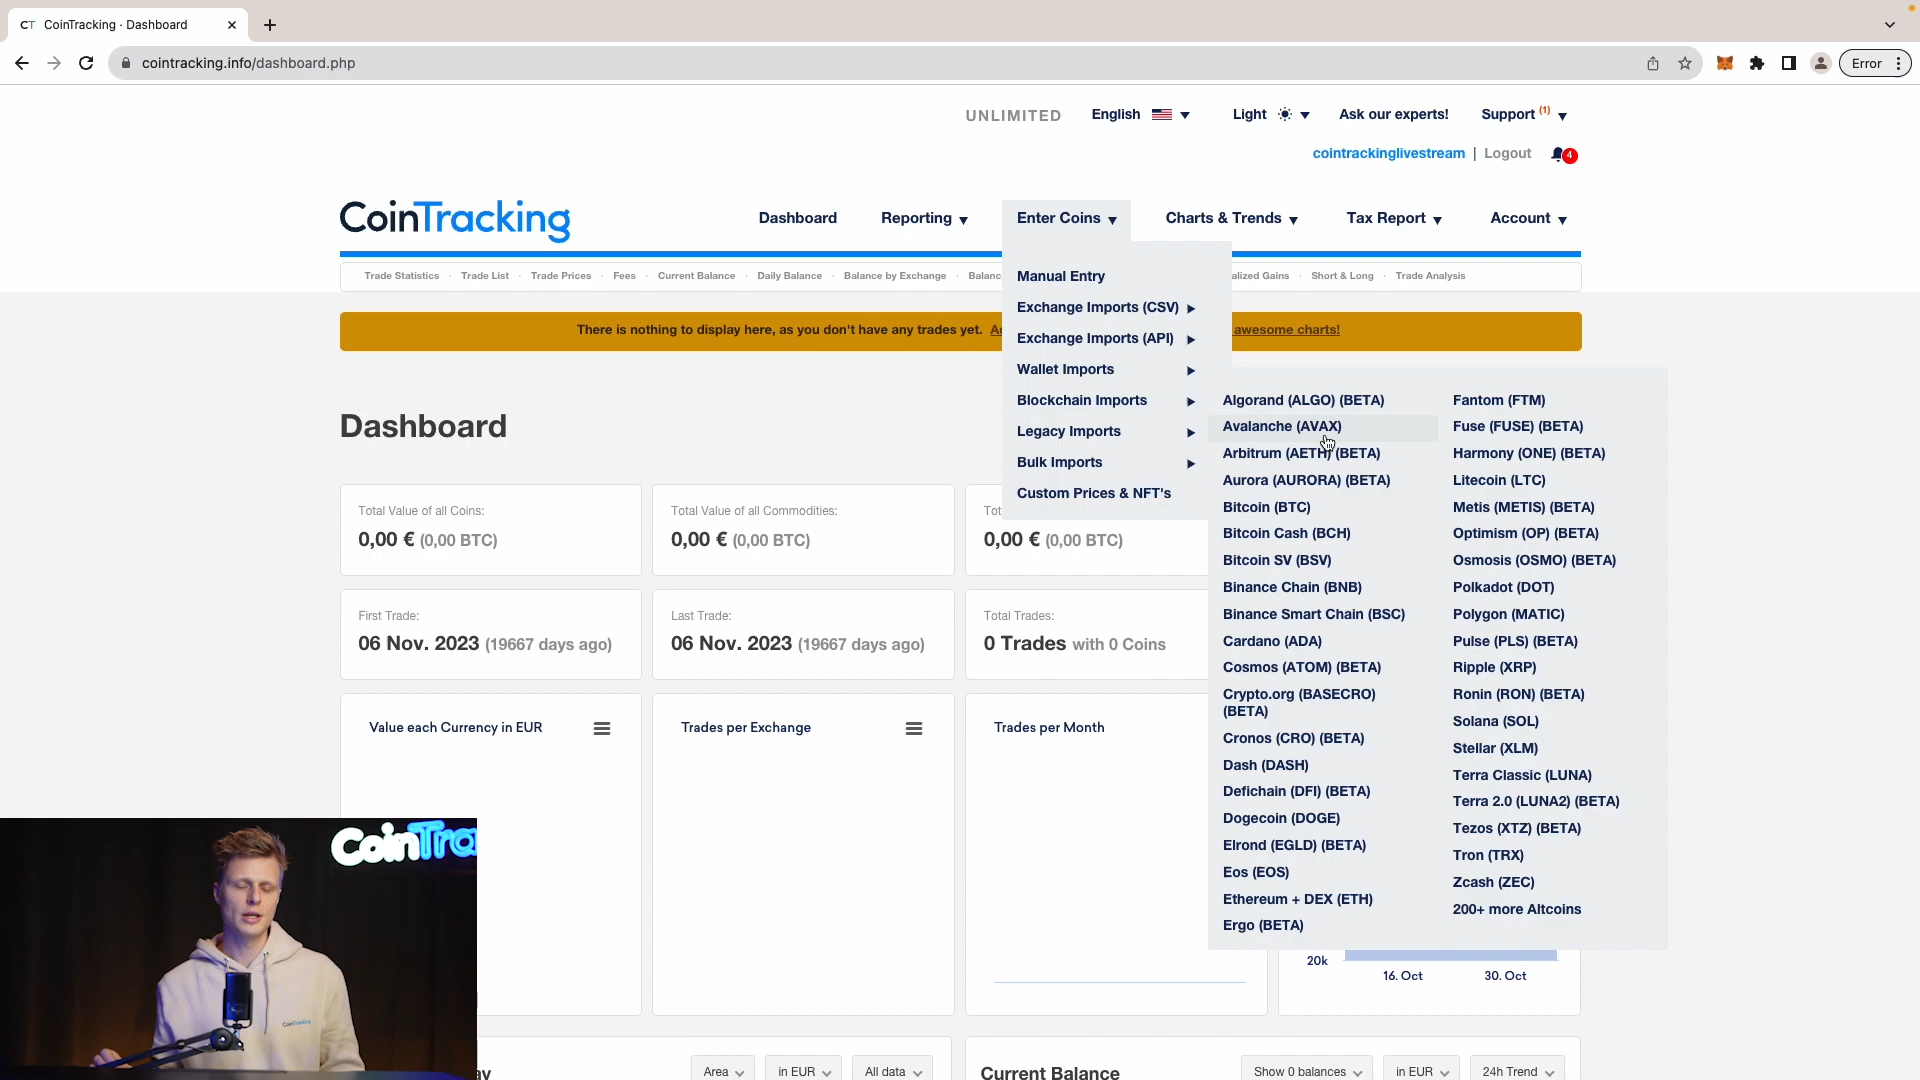 CT CoinTracking · Dashboard
cointracking.info/dashboard.php
Error
UNLIMITED English Light Ask our experts! Support (1)
cointrackinglivestream | Logout 4
CoinTracking
Dashboard Reporting Enter Coins Charts & Trends Tax Report Account
Trade Statistics · Trade List · Trade Prices · Fees · Current Balance · Daily Balance · Balance by Exchange · Balanc
alized Gains · Short & Long · Trade Analysis
There is nothing to display here, as you don't have any trades yet.
awesome charts!
Manual Entry
Exchange Imports (CSV)
Exchange Imports (API)
Wallet Imports
Blockchain Imports
Legacy Imports
Bulk Imports
Custom Prices & NFT's
Algorand (ALGO) (BETA)
Avalanche (AVAX)
Arbitrum (AETH) (BETA)
Aurora (AURORA) (BETA)
Bitcoin (BTC)
Bitcoin Cash (BCH)
Bitcoin SV (BSV)
Binance Chain (BNB)
Binance Smart Chain (BSC)
Cardano (ADA)
Cosmos (ATOM) (BETA)
Crypto.org (BASECRO)
(BETA)
Cronos (CRO) (BETA)
Dash (DASH)
Defichain (DFI) (BETA)
Dogecoin (DOGE)
Elrond (EGLD) (BETA)
Eos (EOS)
Ethereum + DEX (ETH)
Ergo (BETA)
Fantom (FTM)
Fuse (FUSE) (BETA)
Harmony (ONE) (BETA)
Litecoin (LTC)
Metis (METIS) (BETA)
Optimism (OP) (BETA)
Osmosis (OSMO) (BETA)
Polkadot (DOT)
Polygon (MATIC)
Pulse (PLS) (BETA)
Ripple (XRP)
Ronin (RON) (BETA)
Solana (SOL)
Stellar (XLM)
Terra Classic (LUNA)
Terra 2.0 (LUNA2) (BETA)
Tezos (XTZ) (BETA)
Tron (TRX)
Zcash (ZEC)
200+ more Altcoins
Dashboard
Total Value of all Coins:
0,00 € (0,00 BTC)
Total Value of all Commodities:
0,00 € (0,00 BTC)
Tot
0,00 € (0,00 BTC)
First Trade:
06 Nov. 2023 (19667 days ago)
Last Trade:
06 Nov. 2023 (19667 days ago)
Total Trades:
0 Trades with 0 Coins
Value each Currency in EUR
Trades per Exchange
Trades per Month
20k
16. Oct 30. Oct
CoinTra
CoinTracking
ay
Area in EUR All data
Current Balance
Show 0 balances in EUR 24h Trend